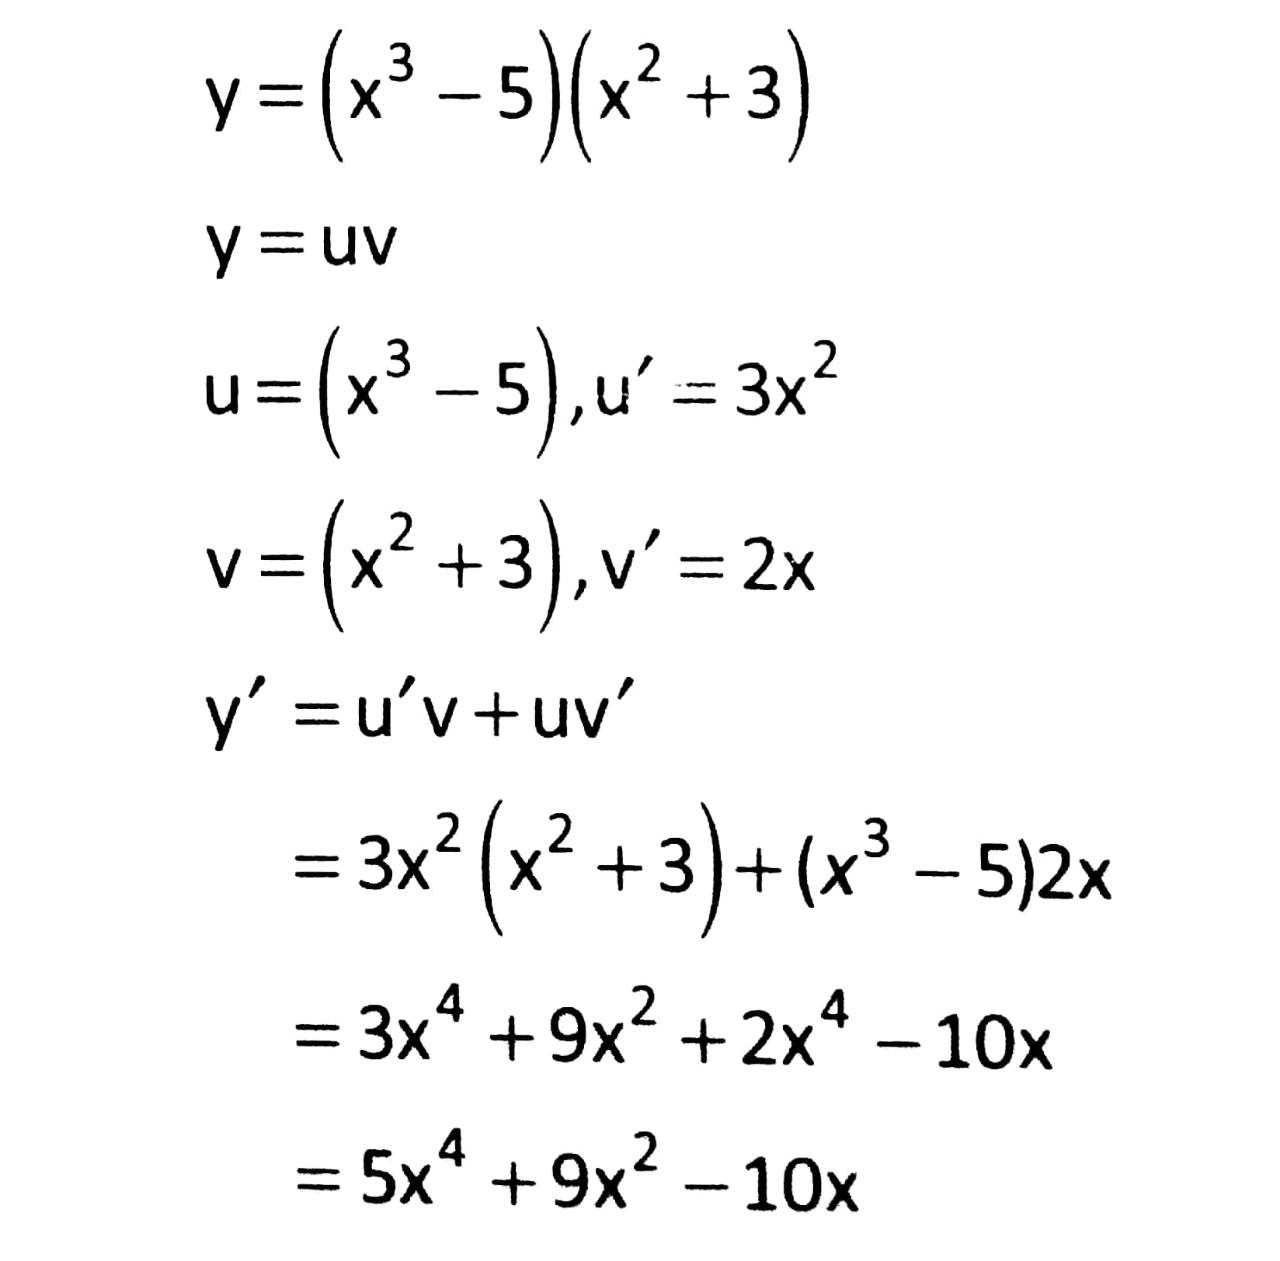 y = (x³ − 5)(x² + 3)
y = uv
u = (x³ − 5), u′ = 3x²
v = (x² + 3), v′ = 2x
y′ = u′v + uv′
= 3x² (x² + 3) + (x³ − 5)2x
= 3x⁴ + 9x² + 2x⁴ − 10x
= 5x⁴ + 9x² − 10x